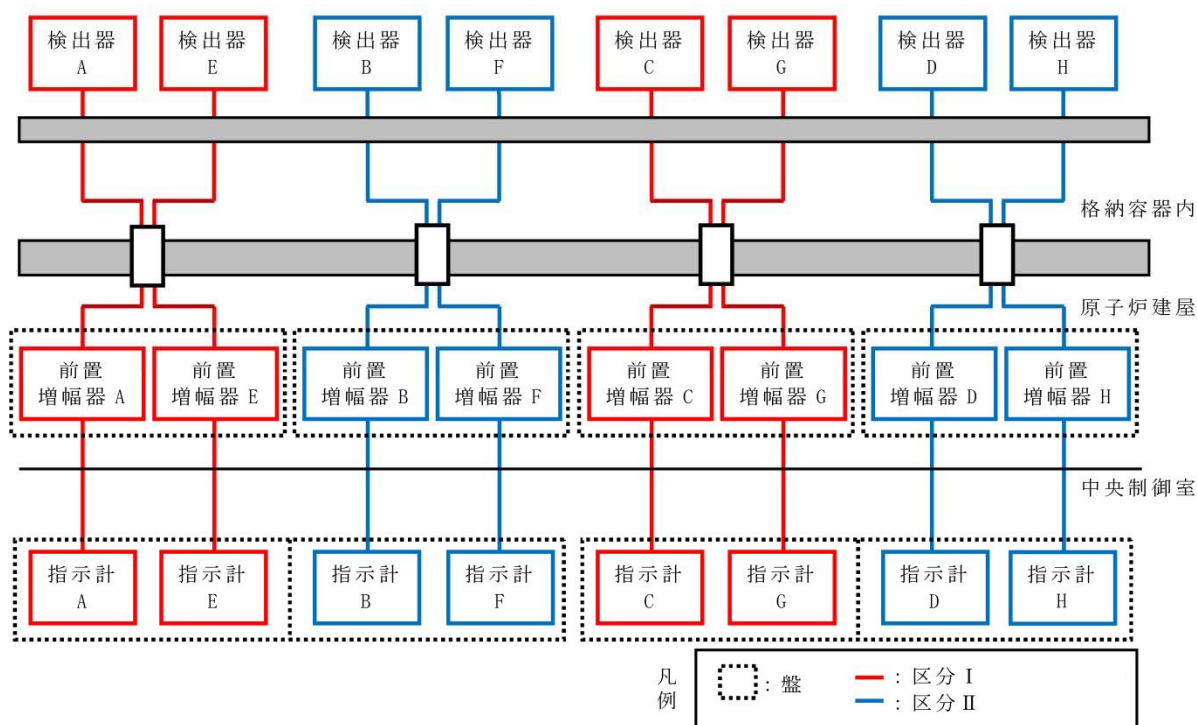 検出器
A
検出器
E
検出器
B
検出器
F
検出器
C
検出器
G
検出器
D
検出器
H
格納容器内
原子炉建屋
前置
増幅器 A
前置
増幅器 E
前置
増幅器 B
前置
増幅器 F
前置
増幅器 C
前置
増幅器 G
前置
増幅器 D
前置
増幅器 H
中央制御室
指示計
A
指示計
E
指示計
B
指示計
F
指示計
C
指示計
G
指示計
D
指示計
H
凡
例
: 盤
: 区分 I
: 区分 II